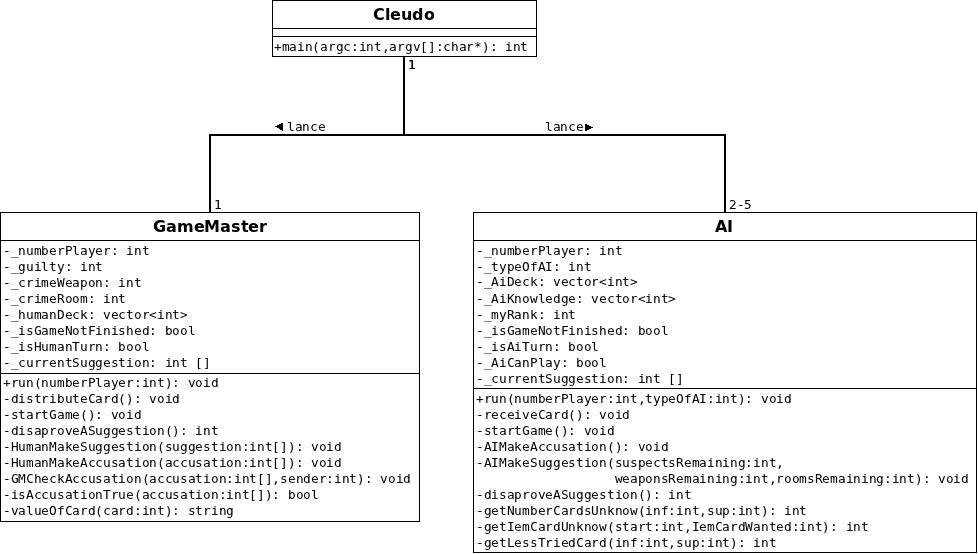 Cleudo
+main(argc:int,argv[]:char*): int
1
◄ lance
lance►
1
2-5
GameMaster
-_numberPlayer: int
-_guilty: int
-_crimeWeapon: int
-_crimeRoom: int
-_humanDeck: vector<int>
-_isGameNotFinished: bool
-_isHumanTurn: bool
-_currentSuggestion: int []
+run(numberPlayer:int): void
-distributeCard(): void
-startGame(): void
-disaproveASuggestion(): int
-HumanMakeSuggestion(suggestion:int[]): void
-HumanMakeAccusation(accusation:int[]): void
-GMCheckAccusation(accusation:int[],sender:int): void
-isAccusationTrue(accusation:int[]): bool
-valueOfCard(card:int): string
AI
-_numberPlayer: int
-_typeOfAI: int
-_AiDeck: vector<int>
-_AiKnowledge: vector<int>
-_myRank: int
-_isGameNotFinished: bool
-_isAiTurn: bool
-_AiCanPlay: bool
-_currentSuggestion: int []
+run(numberPlayer:int,typeOfAI:int): void
-receiveCard(): void
-startGame(): void
-AIMakeAccusation(): void
-AIMakeSuggestion(suspectsRemaining:int,
weaponsRemaining:int,roomsRemaining:int): void
-disaproveASuggestion(): int
-getNumberCardsUnknow(inf:int,sup:int): int
-getIemCardUnknow(start:int,IemCardWanted:int): int
-getLessTriedCard(inf:int,sup:int): int